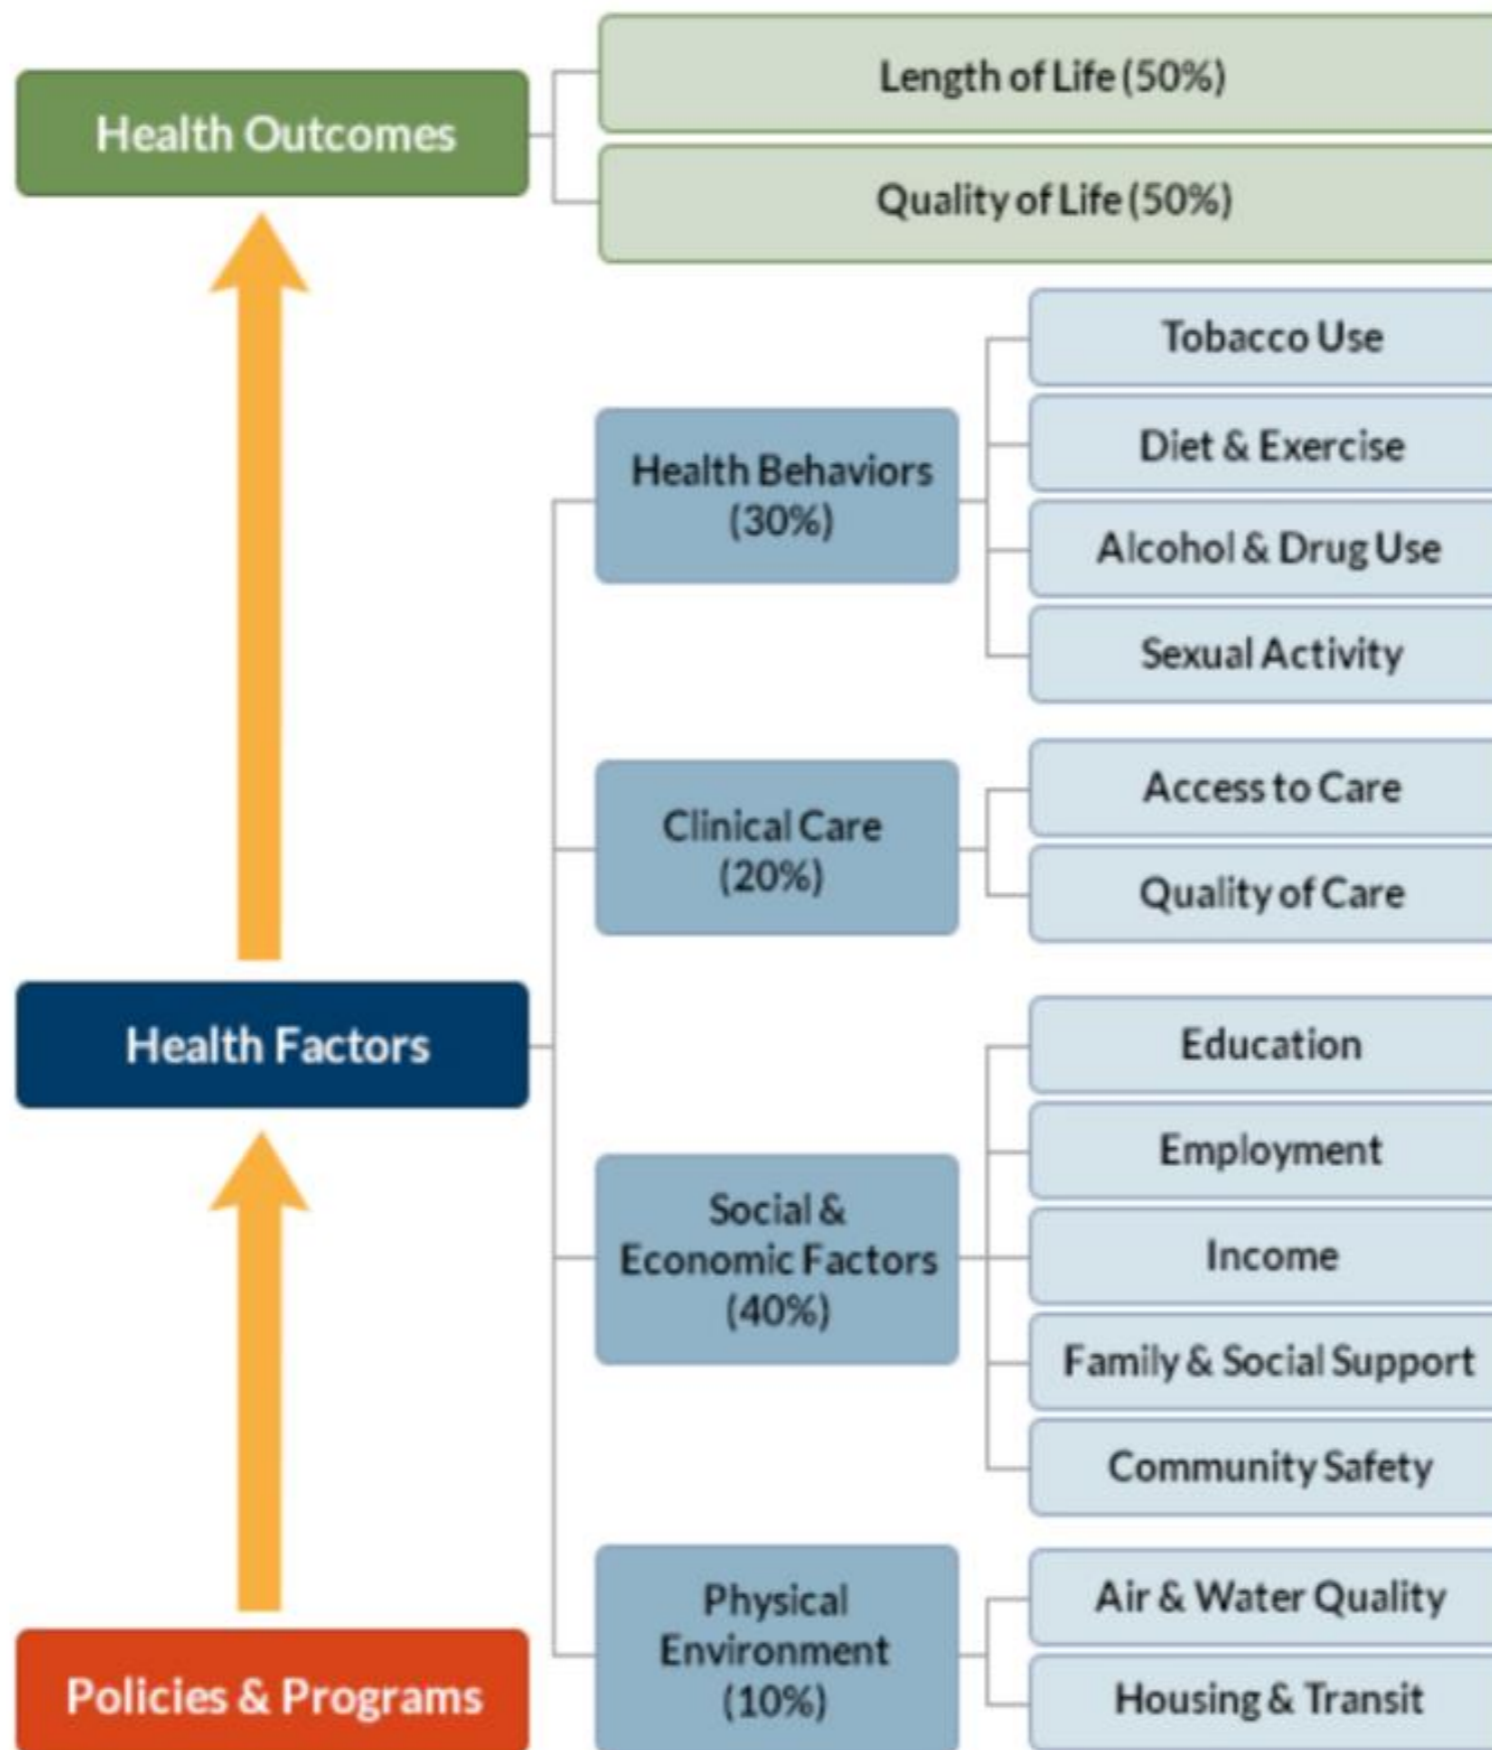 Health Outcomes
Length of Life (50%)
Quality of Life (50%)
Health Behaviors
(30%)
Tobacco Use
Diet & Exercise
Alcohol & Drug Use
Sexual Activity
Clinical Care
(20%)
Access to Care
Quality of Care
Health Factors
Social &
Economic Factors
(40%)
Education
Employment
Income
Family & Social Support
Community Safety
Physical
Environment
(10%)
Air & Water Quality
Housing & Transit
Policies & Programs